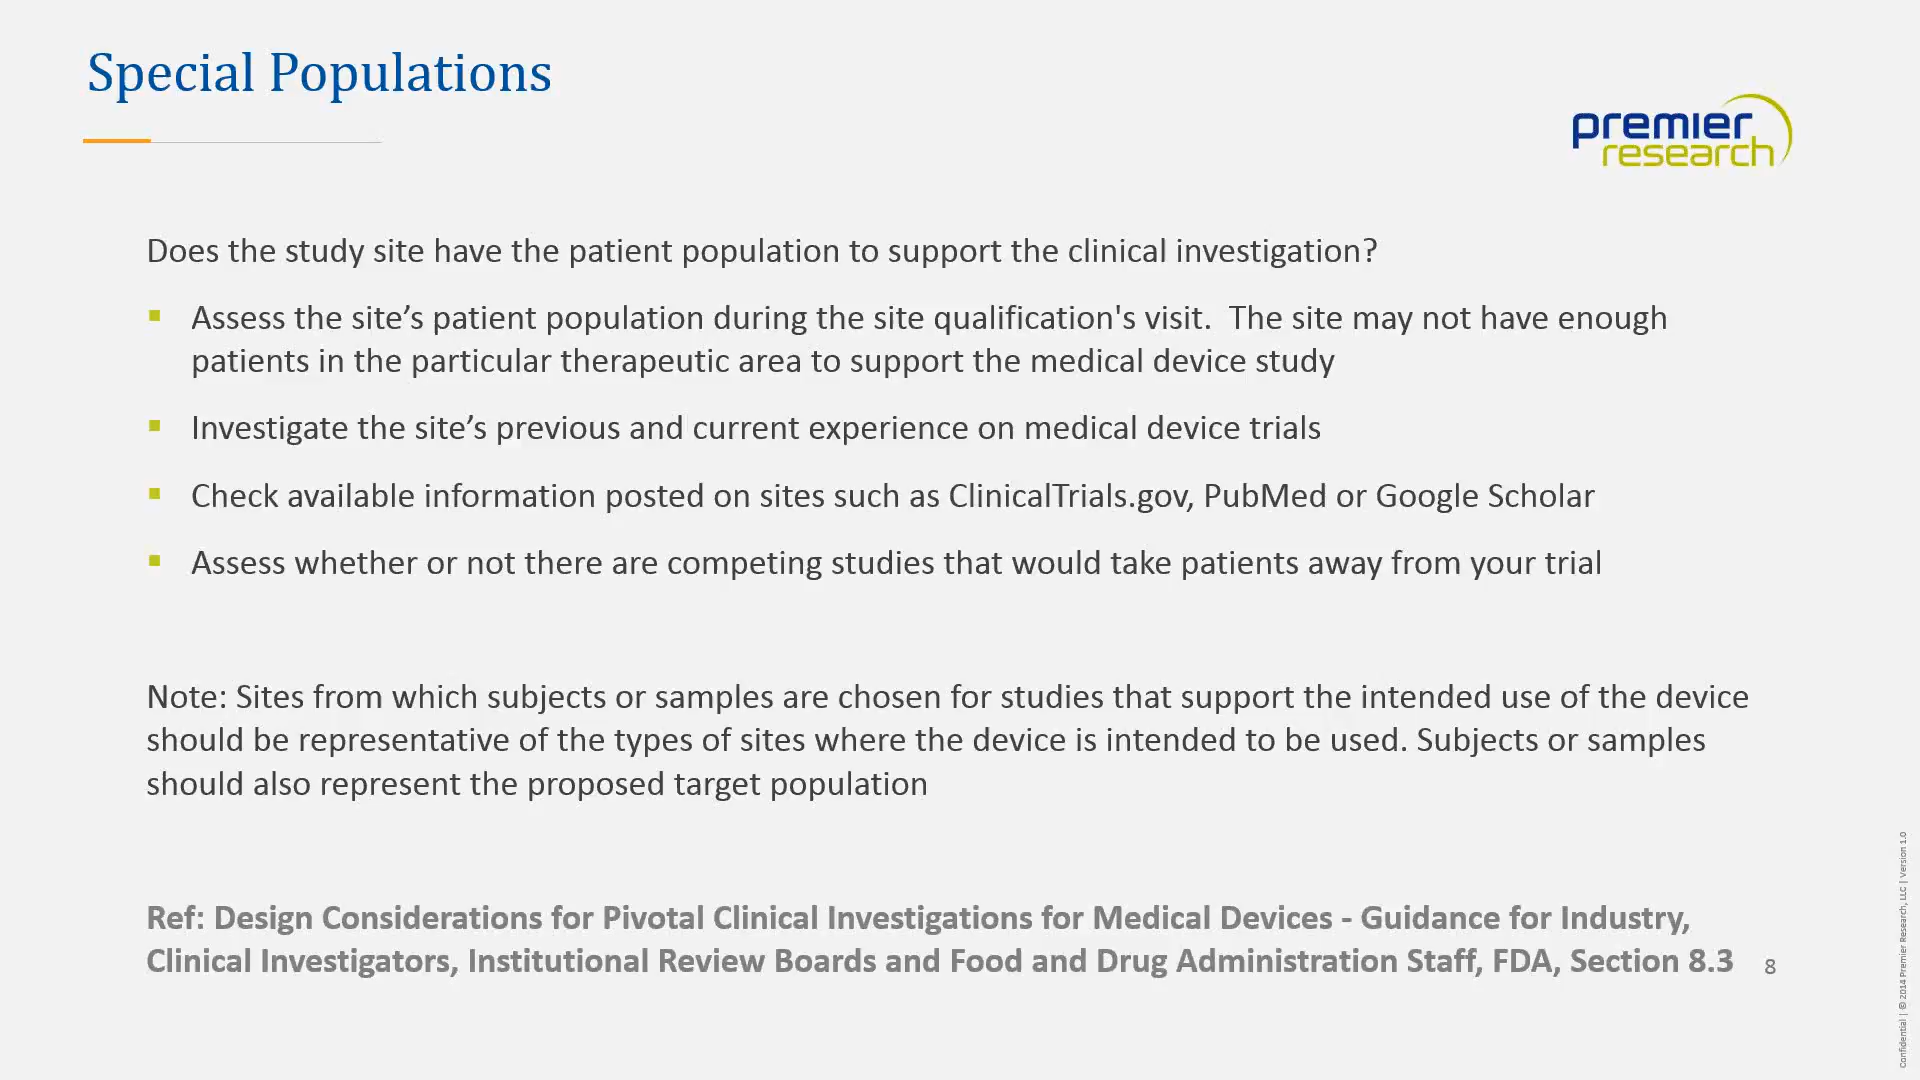 Special Populations
premier
research
Does the study site have the patient population to support the clinical investigation?
Assess the site’s patient population during the site qualification's visit.  The site may not have enough
patients in the particular therapeutic area to support the medical device study
Investigate the site’s previous and current experience on medical device trials
Check available information posted on sites such as ClinicalTrials.gov, PubMed or Google Scholar
Assess whether or not there are competing studies that would take patients away from your trial
Note: Sites from which subjects or samples are chosen for studies that support the intended use of the device
should be representative of the types of sites where the device is intended to be used. Subjects or samples
should also represent the proposed target population
Ref: Design Considerations for Pivotal Clinical Investigations for Medical Devices - Guidance for Industry,
Clinical Investigators, Institutional Review Boards and Food and Drug Administration Staff, FDA, Section 8.3
8
Confidential | © 2014 Premier Research, LLC | Version 1.0